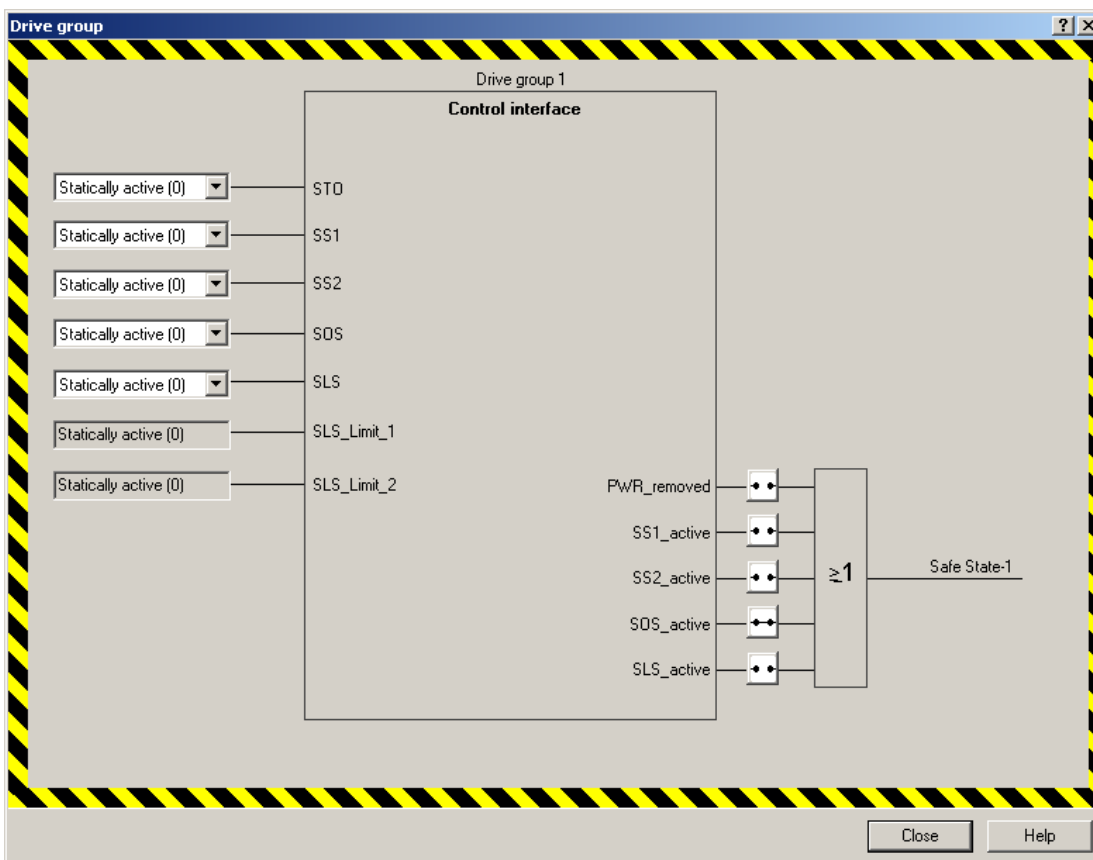 Drive group
Drive group 1
Control interface
Statically active (0) STO
Statically active (0) SS1
Statically active (0) SS2
Statically active (0) SOS
Statically active (0) SLS
Statically active (0) SLS_Limit_1
Statically active (0) SLS_Limit_2
PWR_removed
SS1_active
SS2_active
SOS_active
SLS_active
≥1
Safe State-1
Close Help